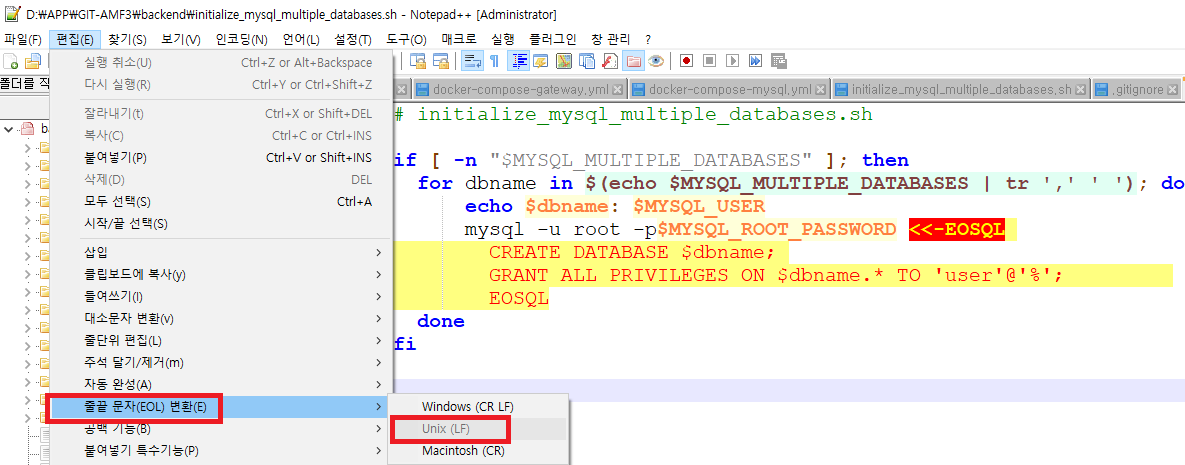 D:\APP\GIT-AMF3\backend\initialize_mysql_multiple_databases.sh - Notepad++ [Administrator]
파일(F) 편집(E) 찾기(S) 보기(V) 인코딩(N) 언어(L) 설정(T) 도구(O) 매크로 실행 플러그인 창 관리 ?
폴더를 작
docker-compose-gateway.yml docker-compose-mysql.yml initialize_mysql_multiple_databases.sh .gitignore
실행 취소(U) Ctrl+Z or Alt+Backspace
다시 실행(R) Ctrl+Y or Ctrl+Shift+Z
잘라내기(t) Ctrl+X or Shift+DEL
복사(C) Ctrl+C or Ctrl+INS
붙여넣기(P) Ctrl+V or Shift+INS
삭제(D) DEL
모두 선택(S) Ctrl+A
시작/끝 선택(S)
삽입
클립보드에 복사(y)
들여쓰기(I)
대소문자 변환(v)
줄단위 편집(L)
주석 달기/제거(m)
자동 완성(A)
줄끝 문자(EOL) 변환(E)
공백 기능(B)
붙여넣기 특수기능(P)
Windows (CR LF)
Unix (LF)
Macintosh (CR)
# initialize_mysql_multiple_databases.sh
if [ -n "$MYSQL_MULTIPLE_DATABASES" ]; then
for dbname in $(echo $MYSQL_MULTIPLE_DATABASES | tr ',' ' '); do
echo $dbname: $MYSQL_USER
mysql -u root -p$MYSQL_ROOT_PASSWORD <<-EOSQL
CREATE DATABASE $dbname;
GRANT ALL PRIVILEGES ON $dbname.* TO 'user'@'%';
EOSQL
done
fi